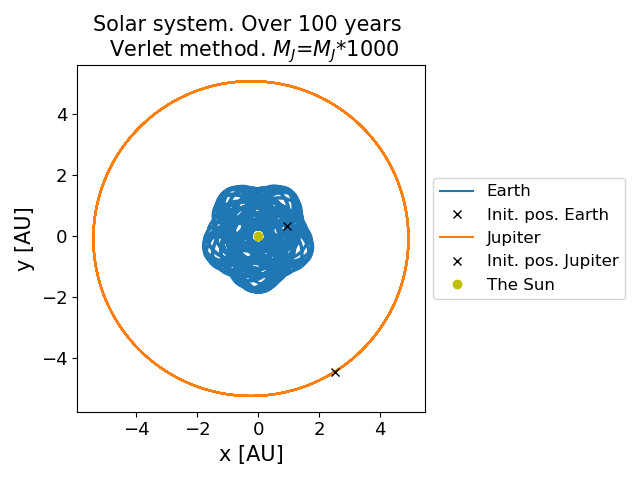 Solar system. Over 100 years
Verlet method. $M_J$=$M_J$*1000
y [AU]
4
2
0
−2
−4
−4 −2 0 2 4
x [AU]
Earth
Init. pos. Earth
Jupiter
Init. pos. Jupiter
The Sun